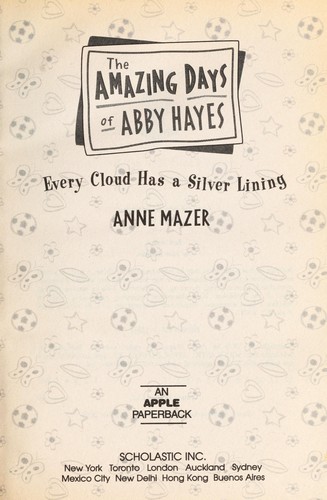 The
AMAZING DAYS
of ABBY HAYES
Every Cloud Has a Silver Lining
ANNE MAZER
AN
APPLE
PAPERBACK
SCHOLASTIC INC.
New York Toronto London Auckland Sydney
Mexico City New Delhi Hong Kong Buenos Aires